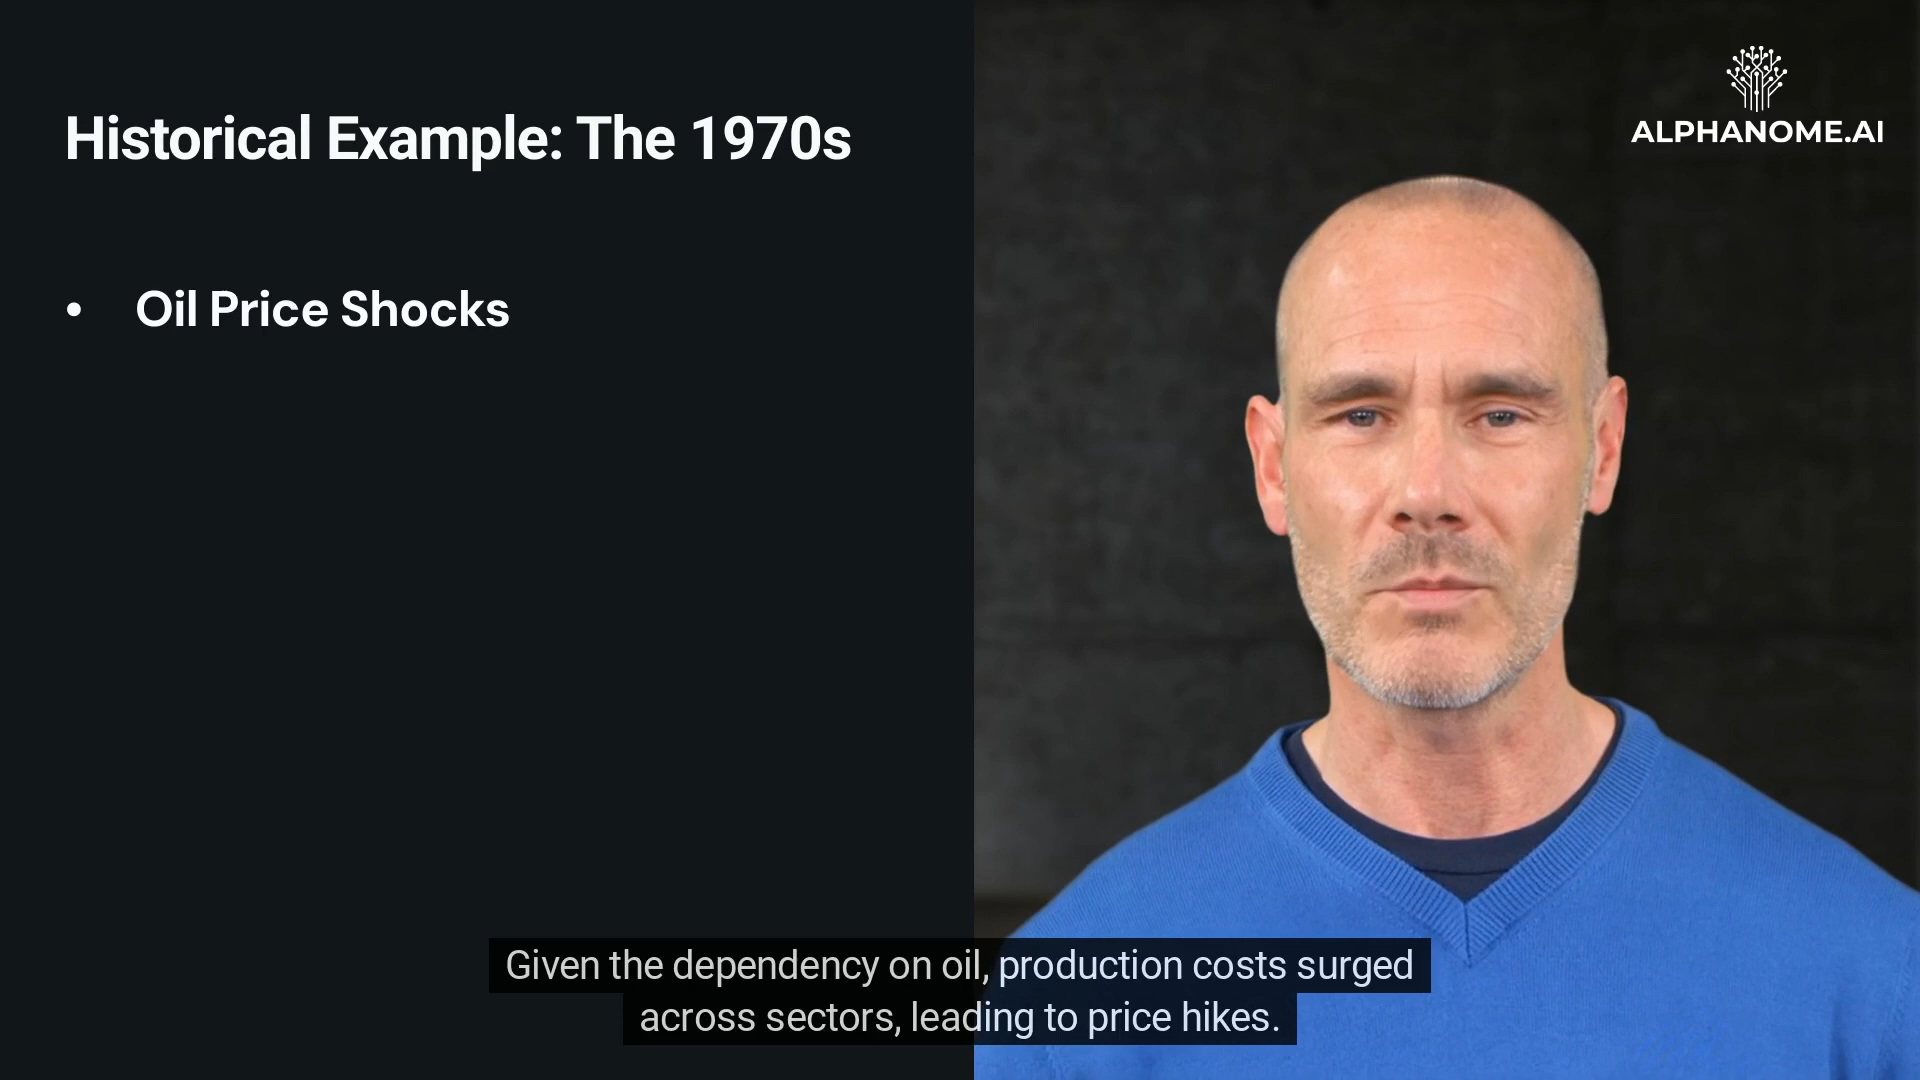 Historical Example: The 1970s
ALPHANOME.AI
• Oil Price Shocks
Given the dependency on oil, production costs surged
across sectors, leading to price hikes.